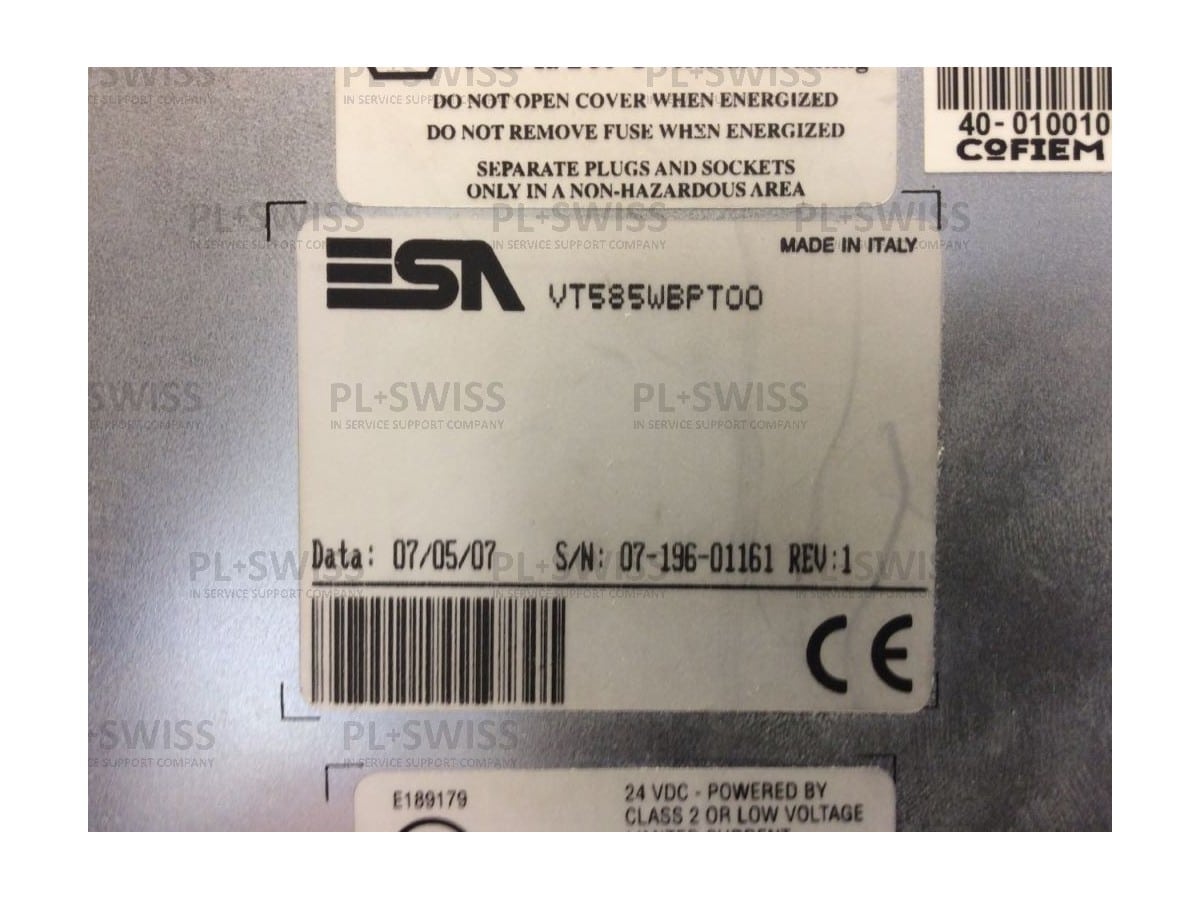 DO NOT OPEN COVER WHEN ENERGIZED
DO NOT REMOVE FUSE WHEN ENERGIZED
SEPARATE PLUGS AND SOCKETS
ONLY IN A NON-HAZARDOUS AREA
40-010010
COFIEM
ESA VT585WBPT00
MADE IN ITALY
PL+SWISS
IN SERVICE SUPPORT COMPANY
Data: 07/05/07 S/N: 07-196-01161 REV:1
CE
E189179
24 VDC - POWERED BY
CLASS 2 OR LOW VOLTAGE